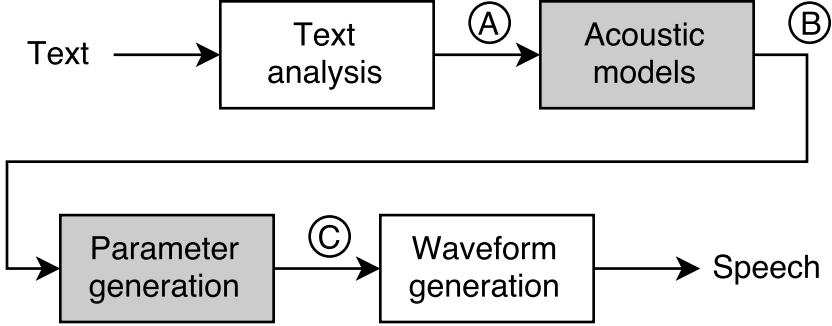 Text
Text
analysis
A
Acoustic
models
B
Parameter
generation
C
Waveform
generation
Speech